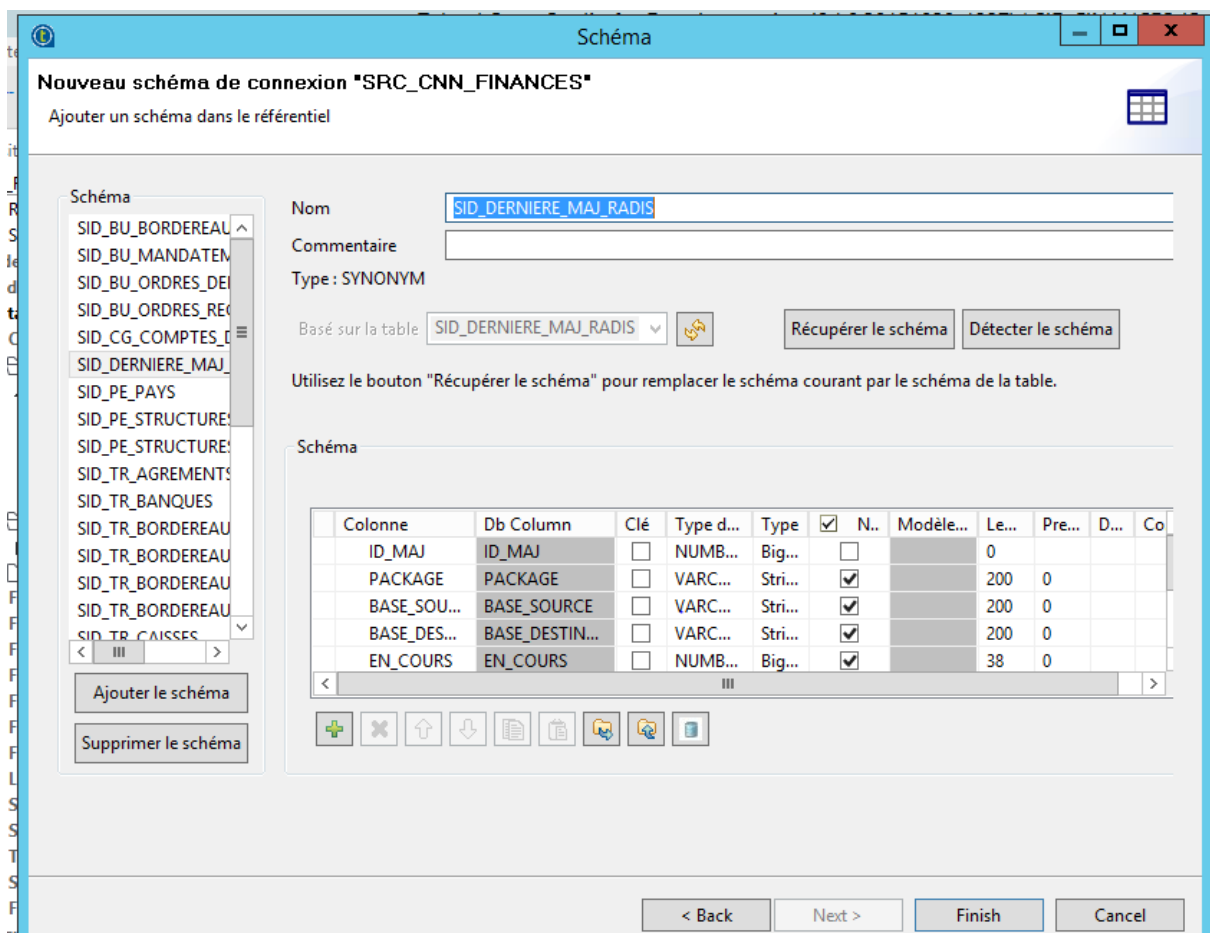 Schéma
Nouveau schéma de connexion "SRC_CNN_FINANCES"
Ajouter un schéma dans le référentiel
Schéma
SID_BU_BORDEREAU
SID_BU_MANDATEM
SID_BU_ORDRES_DEI
SID_BU_ORDRES_REC
SID_CG_COMPTES_D
SID_DERNIERE_MAJ_
SID_PE_PAYS
SID_PE_STRUCTURES
SID_PE_STRUCTURES
SID_TR_AGREMENTS
SID_TR_BANQUES
SID_TR_BORDEREAU
SID_TR_BORDEREAU
SID_TR_BORDEREAU
SID_TR_BORDEREAU
SID_TR_CAISSES
Ajouter le schéma
Supprimer le schéma
Nom SID_DERNIERE_MAJ_RADIS
Commentaire
Type : SYNONYM
Basé sur la table SID_DERNIERE_MAJ_RADIS Récupérer le schéma Détecter le schéma
Utilisez le bouton "Récupérer le schéma" pour remplacer le schéma courant par le schéma de la table.
Schéma
Colonne Db Column Clé Type d... Type N.. Modèle... Le... Pre... D... Co
ID_MAJ ID_MAJ NUMB... Big... 0
PACKAGE PACKAGE VARC... Stri... 200 0
BASE_SOU... BASE_SOURCE VARC... Stri... 200 0
BASE_DES... BASE_DESTIN... VARC... Stri... 200 0
EN_COURS EN_COURS NUMB... Big... 38 0
< Back Next > Finish Cancel